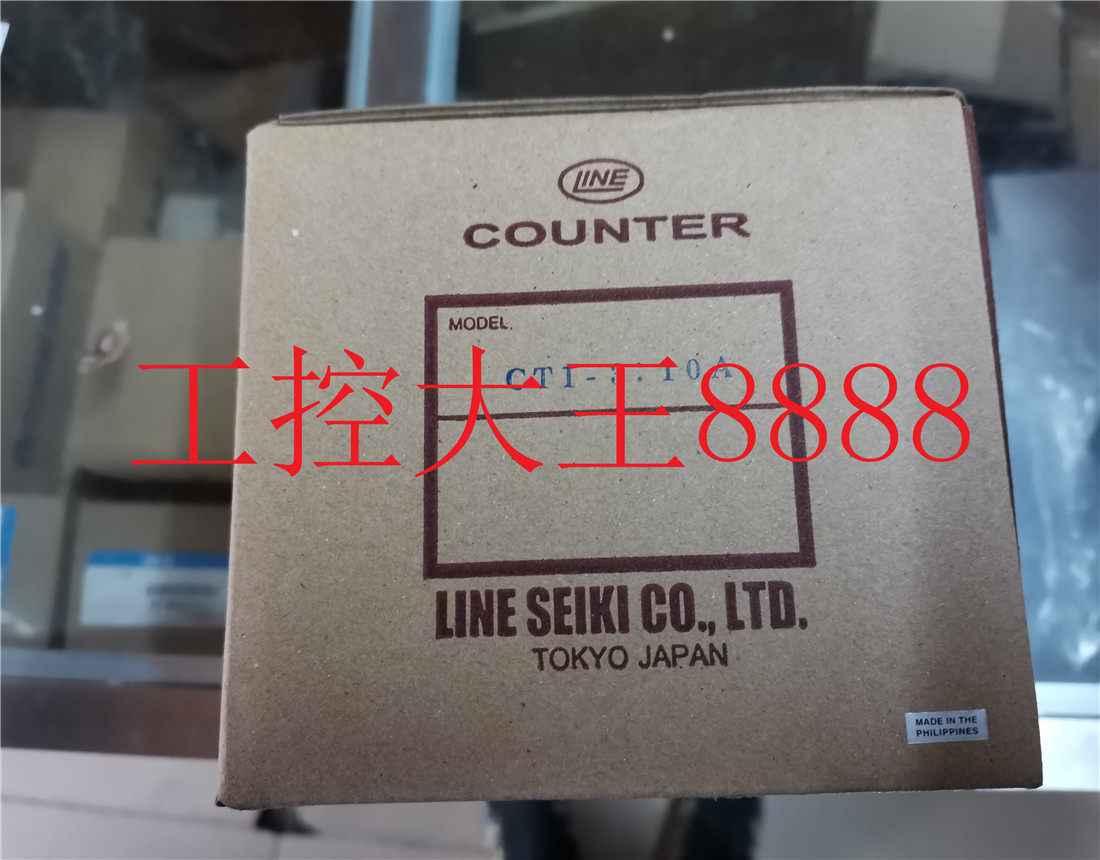 LINE
COUNTER
MODEL.
工控大王8888
LINE SEIKI CO., LTD.
TOKYO JAPAN
MADE IN THE
PHILIPPINES